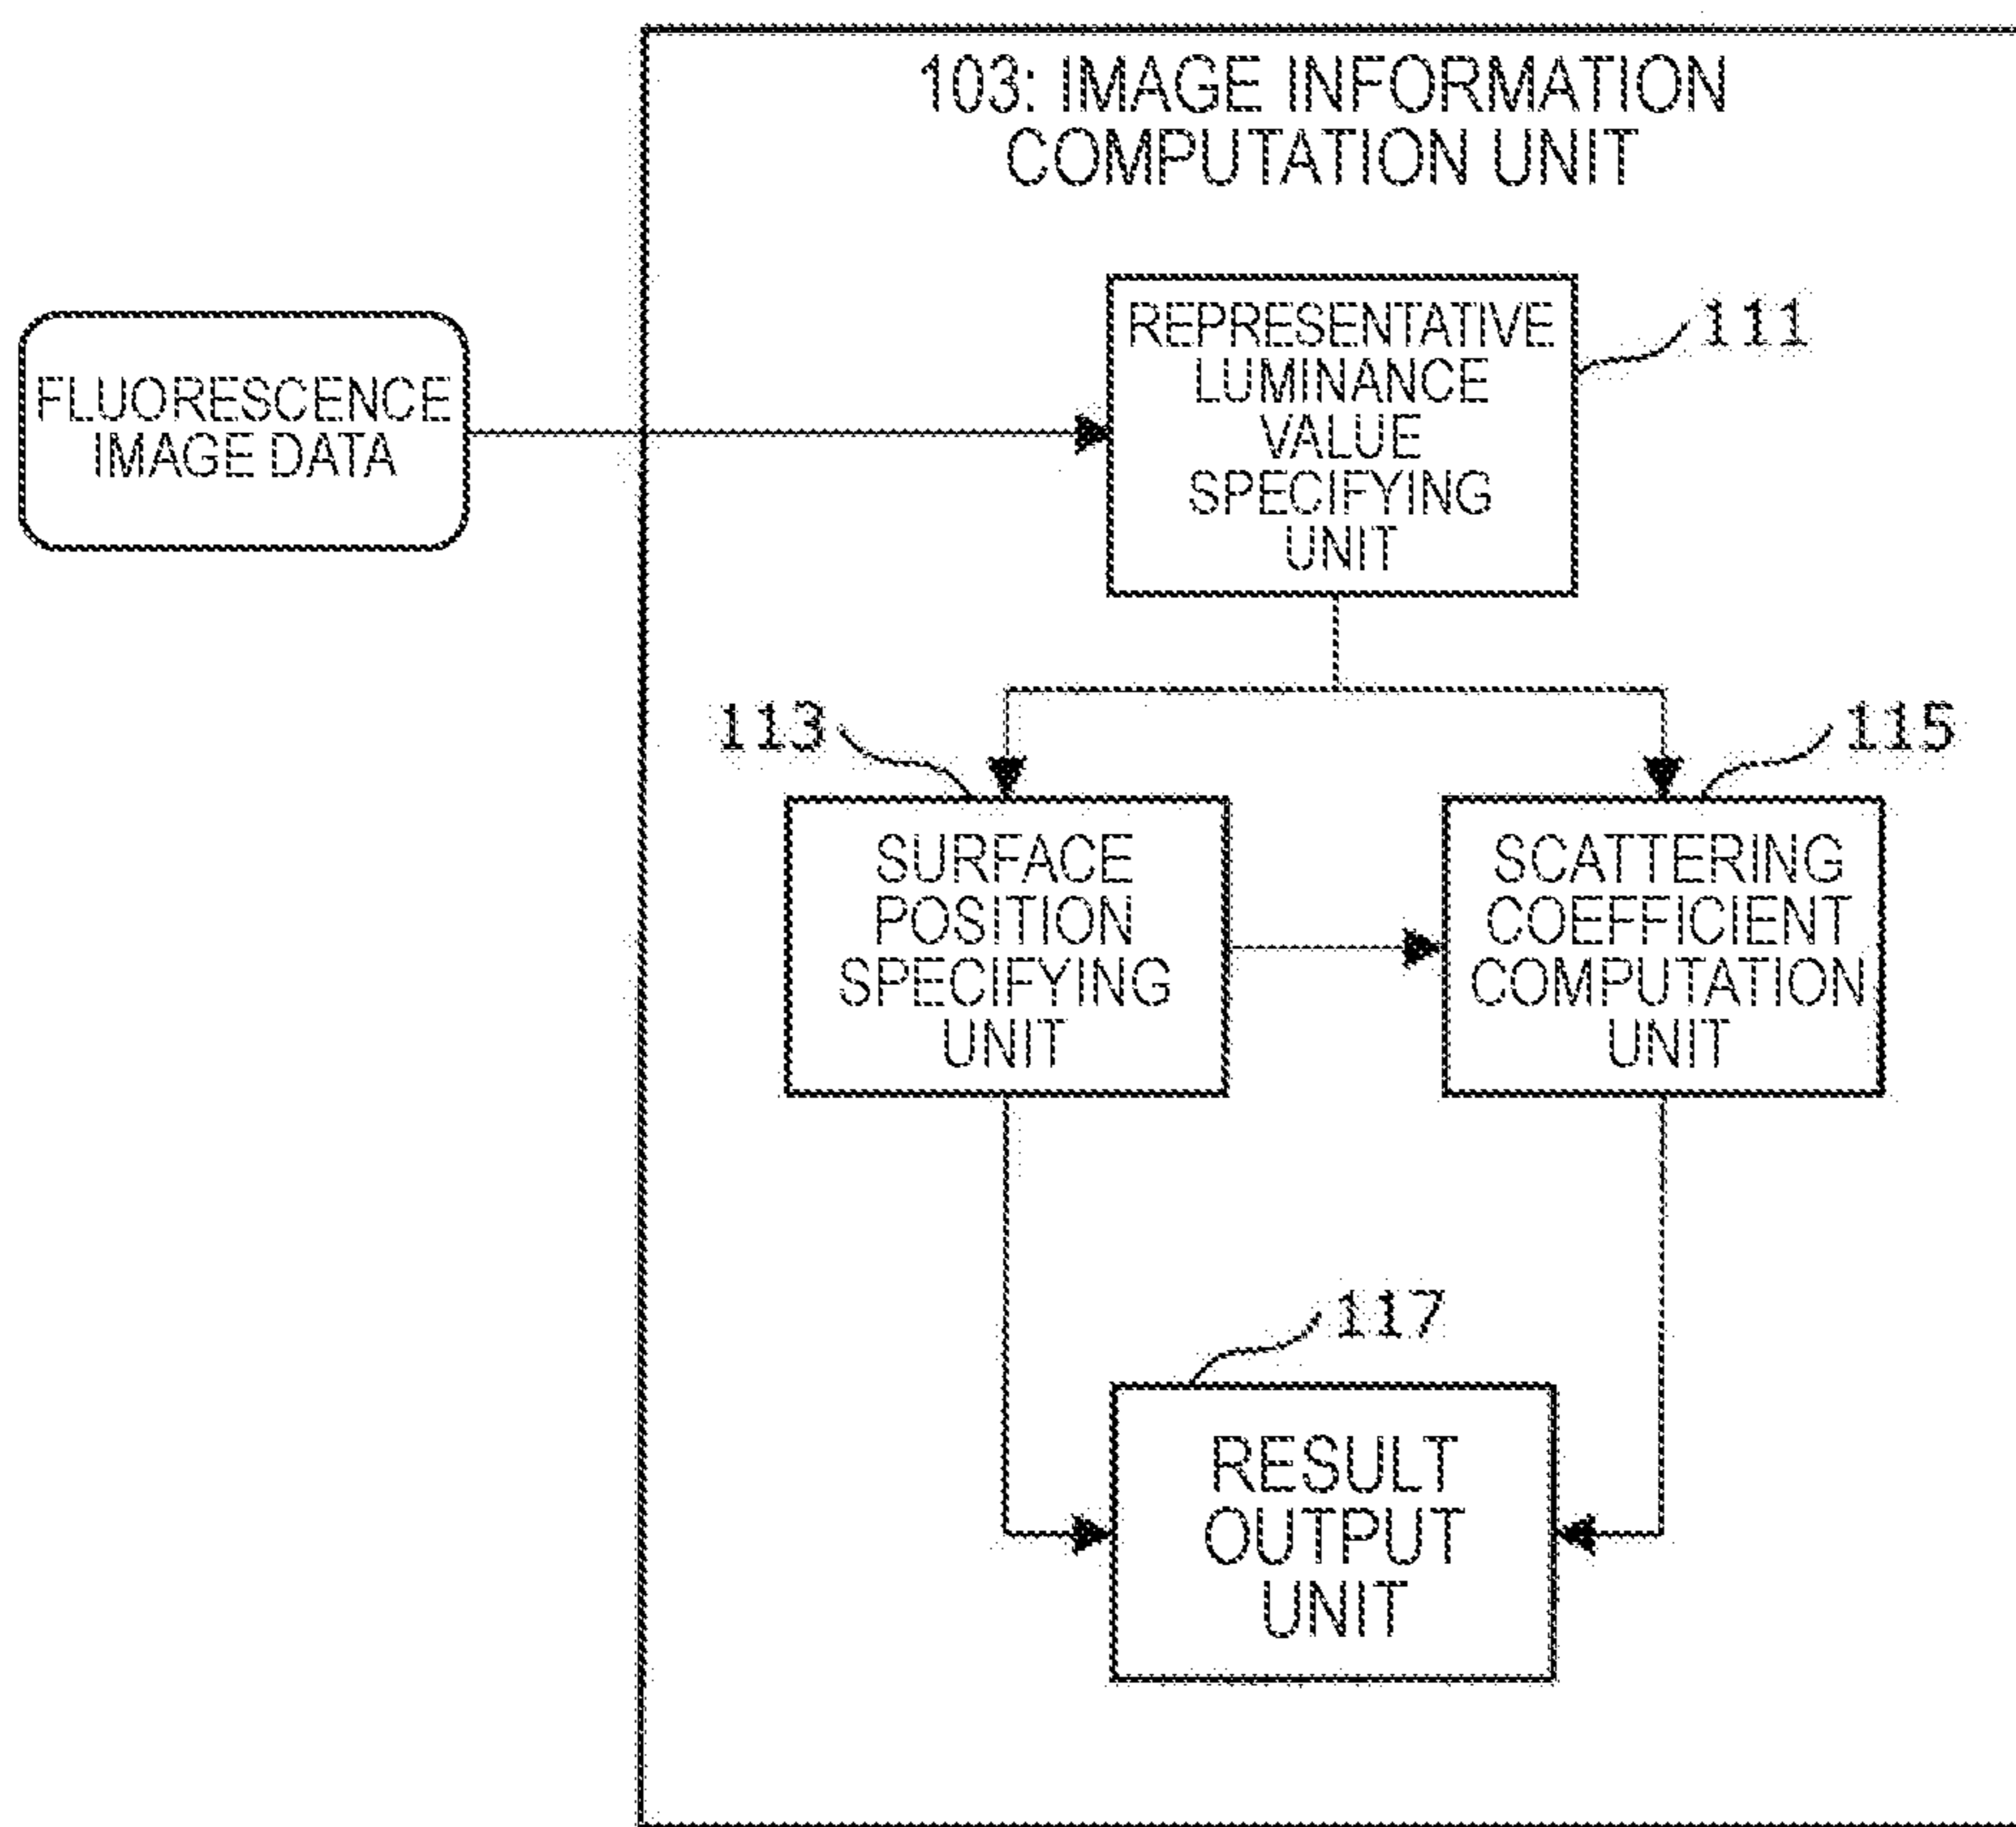 103: IMAGE INFORMATION
COMPUTATION UNIT
FLUORESCENCE
IMAGE DATA
REPRESENTATIVE
LUMINANCE
VALUE
SPECIFYING
UNIT
111
113
115
SURFACE
POSITION
SPECIFYING
UNIT
SCATTERING
COEFFICIENT
COMPUTATION
UNIT
117
RESULT
OUTPUT
UNIT